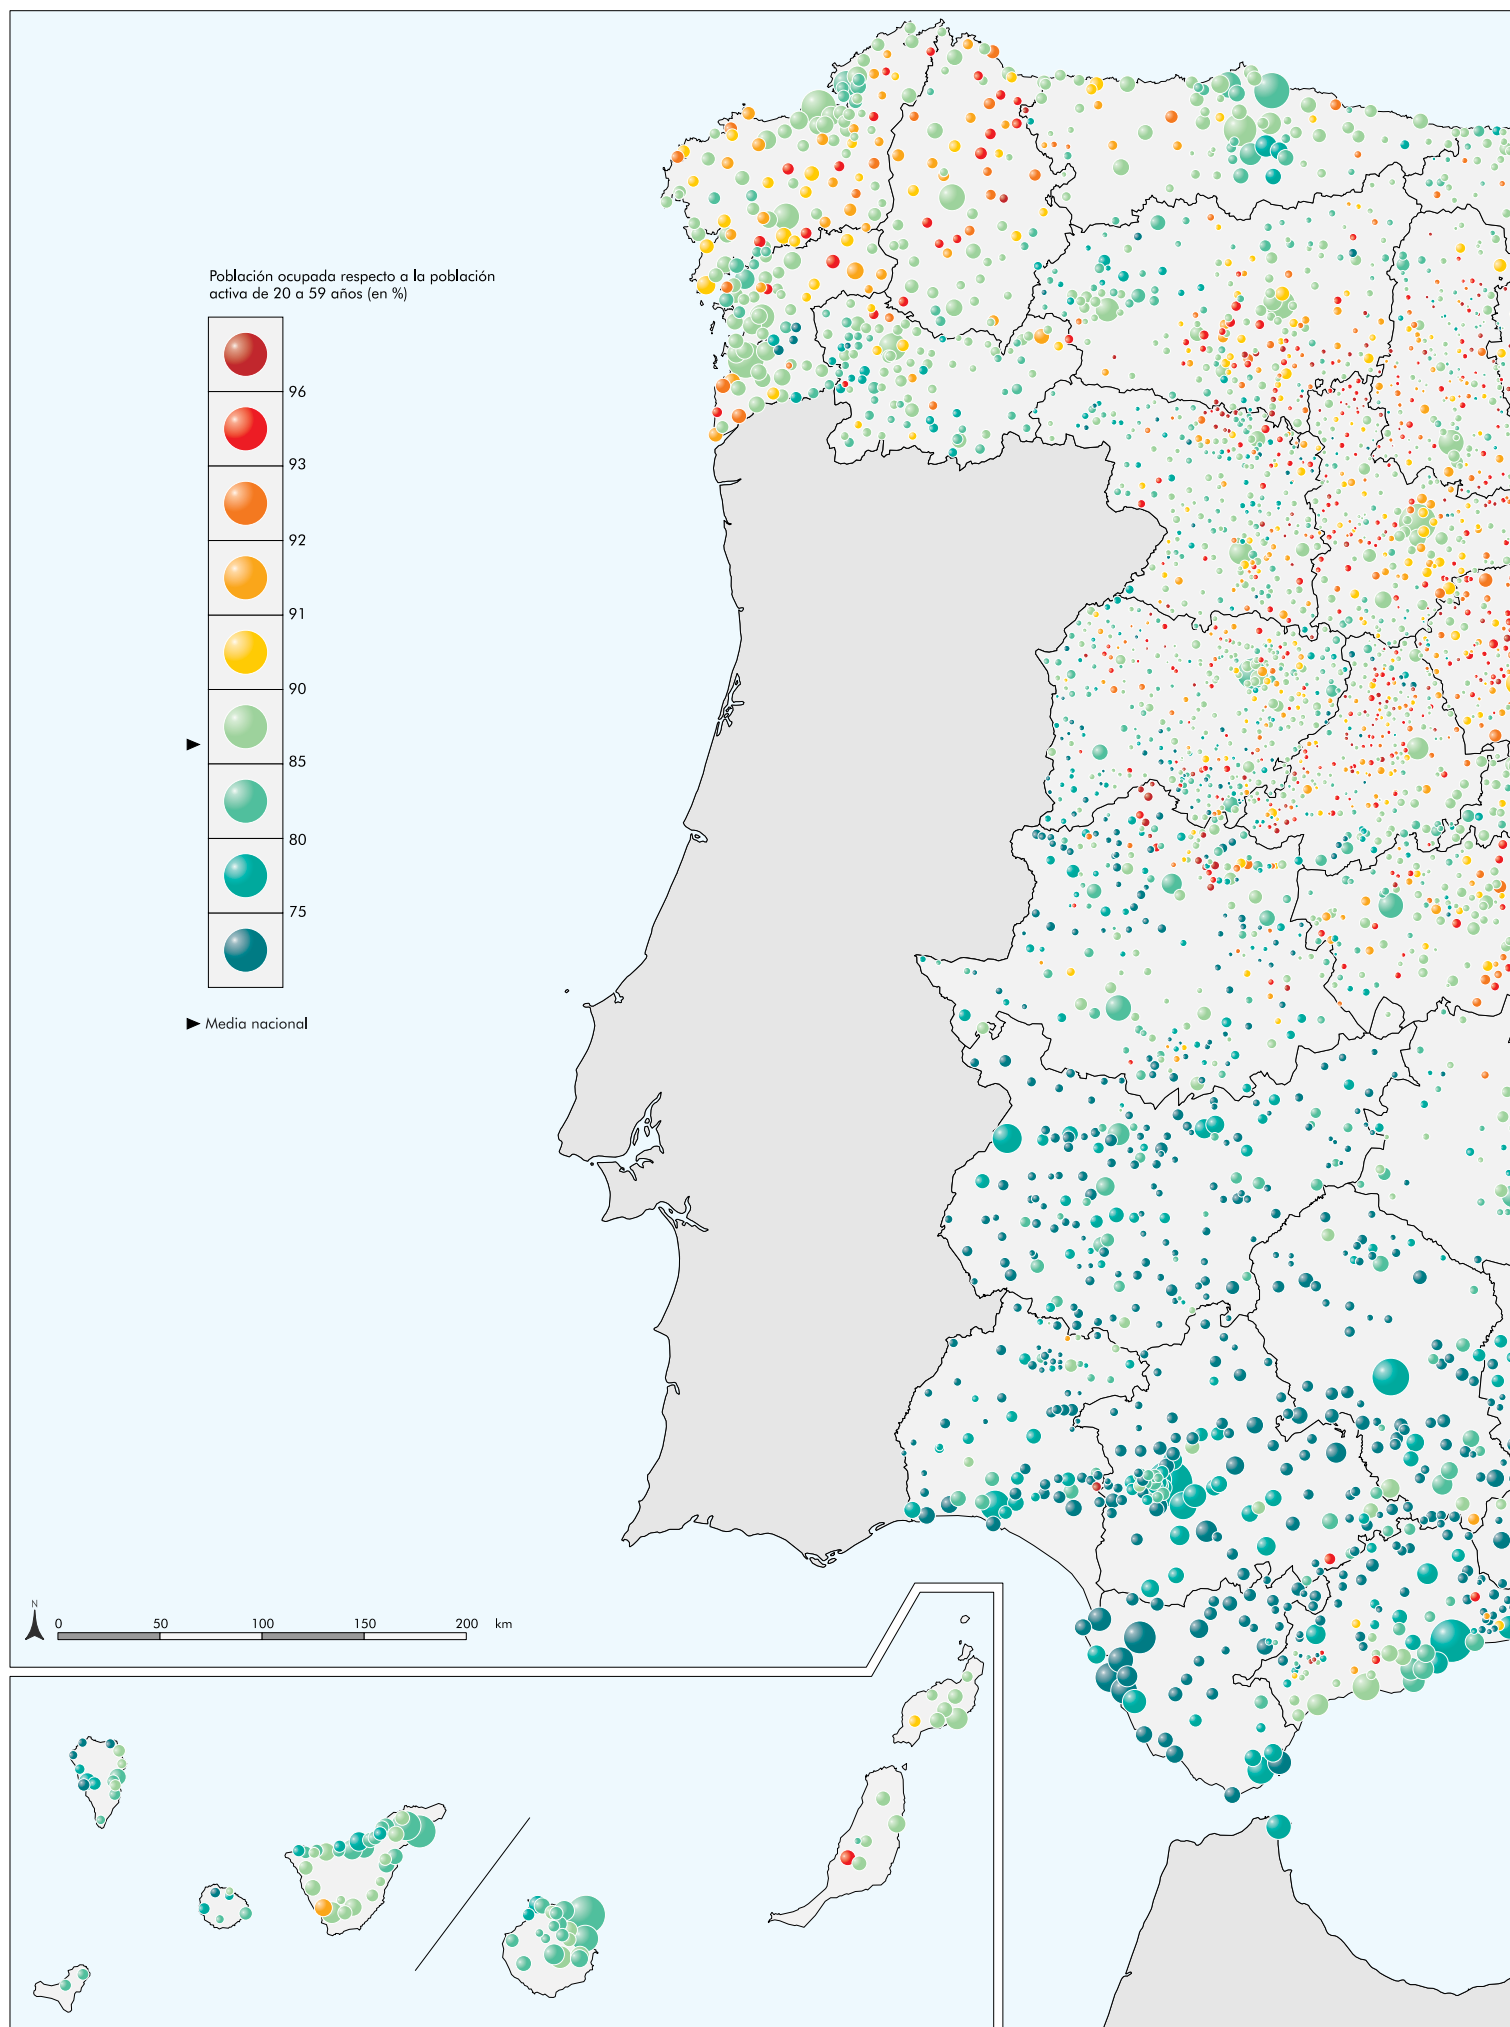 Población ocupada respecto a la población
activa de 20 a 59 años (en %)
96
93
92
91
90
85
80
75
Media nacional
N
0 50 100 150 200 km